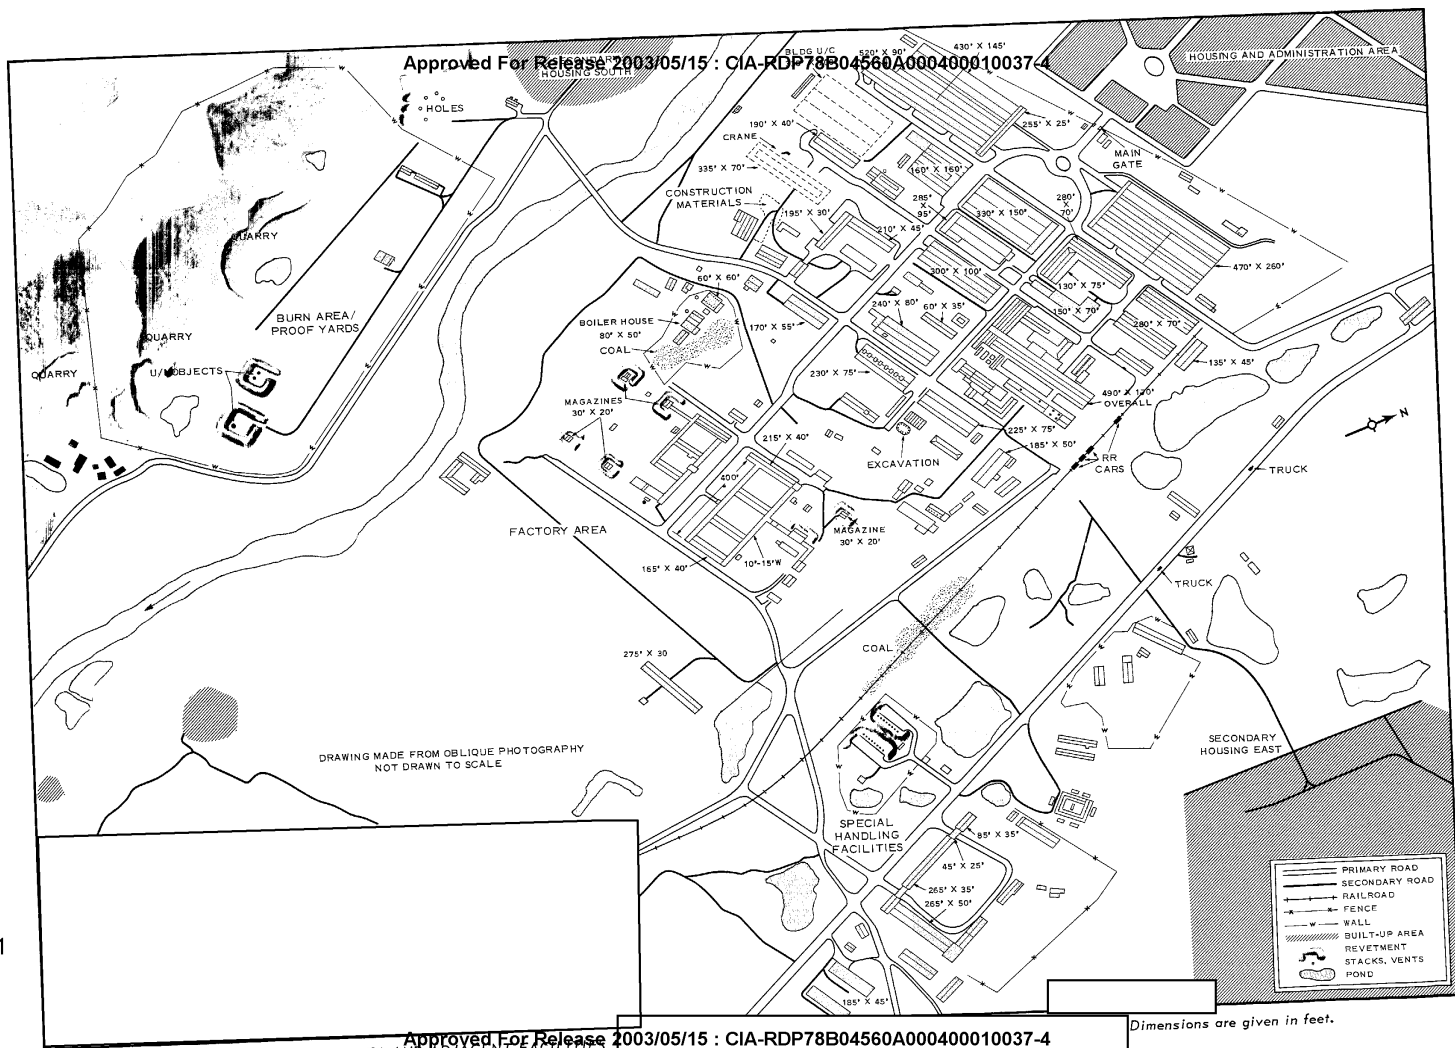 Approved For Release 2003/05/15 : CIA-RDP78B04560A000400010037-4
HOUSING SOUTH
BLDG U/C
520' X 90'
430' X 145'
HOUSING AND ADMINISTRATION AREA
HOLES
190' X 40'
CRANE
255' X 25'
MAIN
GATE
335' X 70'
160' X 160'
CONSTRUCTION
MATERIALS
285'
X
95'
280'
X
70'
195' X 30'
330' X 150'
210' X 45'
QUARRY
470' X 260'
300' X 100'
60' X 60'
130' X 75'
240' X 80'
60' X 35'
150' X 70'
BURN AREA/
PROOF YARDS
BOILER HOUSE
80' X 50'
170' X 55'
280' X 70'
QUARRY
COAL
135' X 45'
QUARRY
U/I OBJECTS
230' X 75'
490' X 120'
OVERALL
MAGAZINES
30' X 20'
N
225' X 75'
215' X 40'
185' X 50'
EXCAVATION
RR
CARS
TRUCK
400'
FACTORY AREA
MAGAZINE
30' X 20'
10'-15'W
165' X 40'
TRUCK
COAL
275' X 30
SECONDARY
HOUSING EAST
DRAWING MADE FROM OBLIQUE PHOTOGRAPHY
NOT DRAWN TO SCALE
SPECIAL
HANDLING
FACILITIES
85' X 35'
45' X 25'
265' X 35'
265' X 50'
185' X 45'
PRIMARY ROAD
SECONDARY ROAD
RAILROAD
FENCE
WALL
BUILT-UP AREA
REVETMENT
STACKS, VENTS
POND
Dimensions are given in feet.
Approved For Release 2003/05/15 : CIA-RDP78B04560A000400010037-4